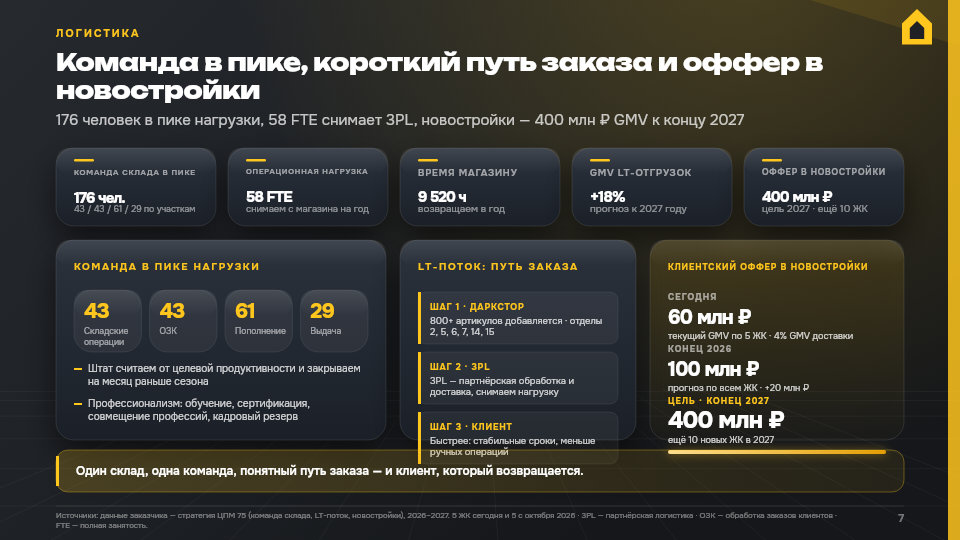 ЛОГИСТИКА
Команда в пике, короткий путь заказа и оффер в
новостройки
176 человек в пике нагрузки, 58 FTE снимает 3PL, новостройки — 400 млн ₽ GMV к концу 2027
КОМАНДА СКЛАДА В ПИКЕ
176 чел.
43 / 43 / 61 / 29 по участкам
ОПЕРАЦИОННАЯ НАГРУЗКА
58 FTE
снимаем с магазина на год
ВРЕМЯ МАГАЗИНУ
9 520 ч
возвращаем в год
GMV LT-ОТГРУЗОК
+18%
прогноз к 2027 году
ОФФЕР В НОВОСТРОЙКИ
400 млн ₽
цель 2027 · ещё 10 ЖК
КОМАНДА В ПИКЕ НАГРУЗКИ
43
Складские
операции
43
ОЗК
61
Пополнение
29
Выдача
Штат считаем от целевой продуктивности и закрываем
на месяц раньше сезона
Профессионализм: обучение, сертификация,
совмещение профессий, кадровый резерв
LT-ПОТОК: ПУТЬ ЗАКАЗА
ШАГ 1 · ДАРКСТОР
800+ артикулов добавляется · отделы
2, 5, 6, 7, 14, 15
ШАГ 2 · 3PL
3PL — партнёрская обработка и
доставка, снимаем нагрузку
ШАГ 3 · КЛИЕНТ
Быстрее: стабильные сроки, меньше
ручных операций
КЛИЕНТСКИЙ ОФФЕР В НОВОСТРОЙКИ
СЕГОДНЯ
60 млн ₽
текущий GMV по 5 ЖК · 4% GMV доставки
КОНЕЦ 2026
100 млн ₽
прогноз по всем ЖК · +20 млн ₽
ЦЕЛЬ · КОНЕЦ 2027
400 млн ₽
ещё 10 новых ЖК в 2027
Один склад, одна команда, понятный путь заказа — и клиент, который возвращается.
Источники: данные заказчика — стратегия ЦПМ 75 (команда склада, LT-поток, новостройки), 2026–2027. 5 ЖК сегодня и 5 с октября 2026 · 3PL — партнёрская логистика · ОЗК — обработка заказов клиентов ·
FTE — полная занятость.
7